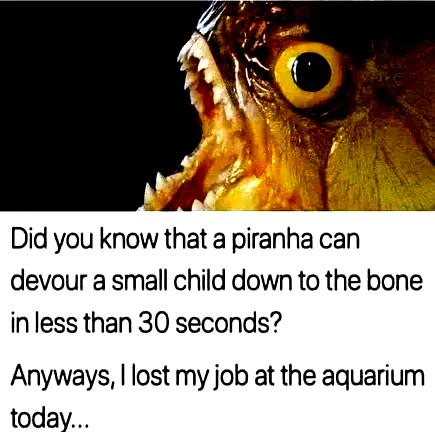 Did you know that a piranha can
devour a small child down to the bone
in less than 30 seconds?
Anyways, I lost my job at the aquarium
today...